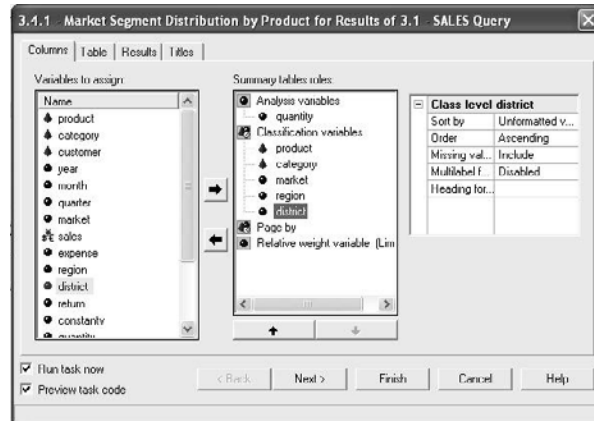 3.4.1 Market Segment Distribution by Product for Results of 3.1 SALES Query
Columns Table Results Titles
Variables to assign:
Name
product
category
customer
year
month
quarter
market
sales
expense
region
district
return
constantv
quantity
Summary tables roles:
Analysis variables
quantity
Classification variables
product
category
market
region
district
Page by
Relative weight variable (Lim
Class level district
Sort by Unformatted v...
Order Ascending
Missing val... Include
Multilabel f... Disabled
Heading for...
Run task now
Preview task code
< Back Next > Finish Cancel Help